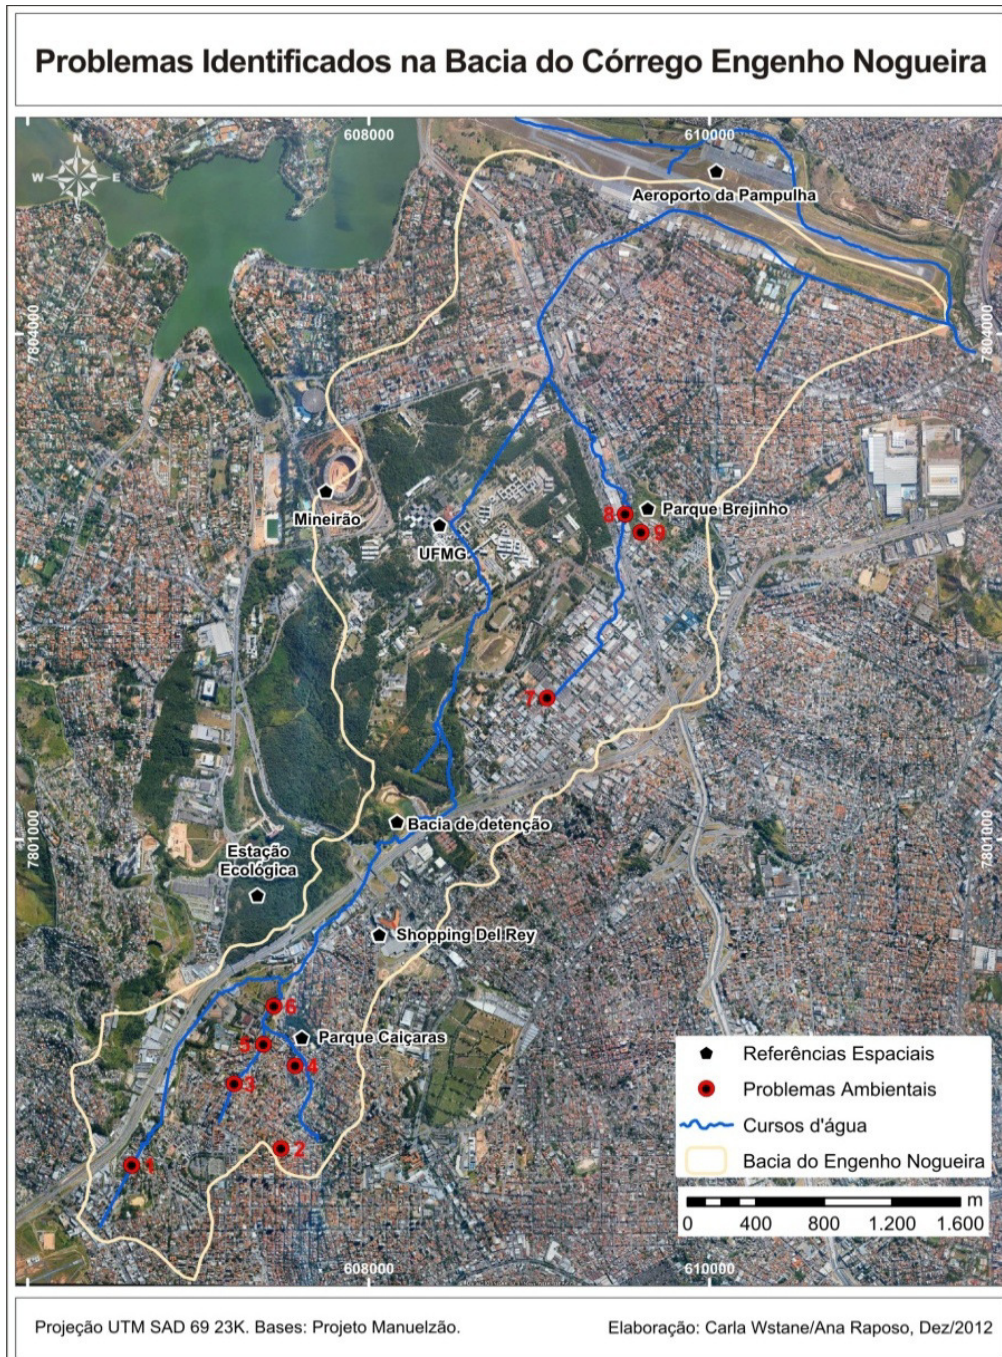 Problemas Identificados na Bacia do Córrego Engenho Nogueira
608000
610000
N
W
E
S
Aeroporto da Pampulha
7804000
7804000
Mineirão
UFMG
8
Parque Brejinho
9
7
Bacia de detenção
7801000
7801000
Estação
Ecológica
Shopping Del Rey
6
Parque Caiçaras
5
4
3
2
1
Referências Espaciais
Problemas Ambientais
Cursos d'água
Bacia do Engenho Nogueira
m
0 400 800 1.200 1.600
608000
610000
Projeção UTM SAD 69 23K. Bases: Projeto Manuelzão.
Elaboração: Carla Wstane/Ana Raposo, Dez/2012